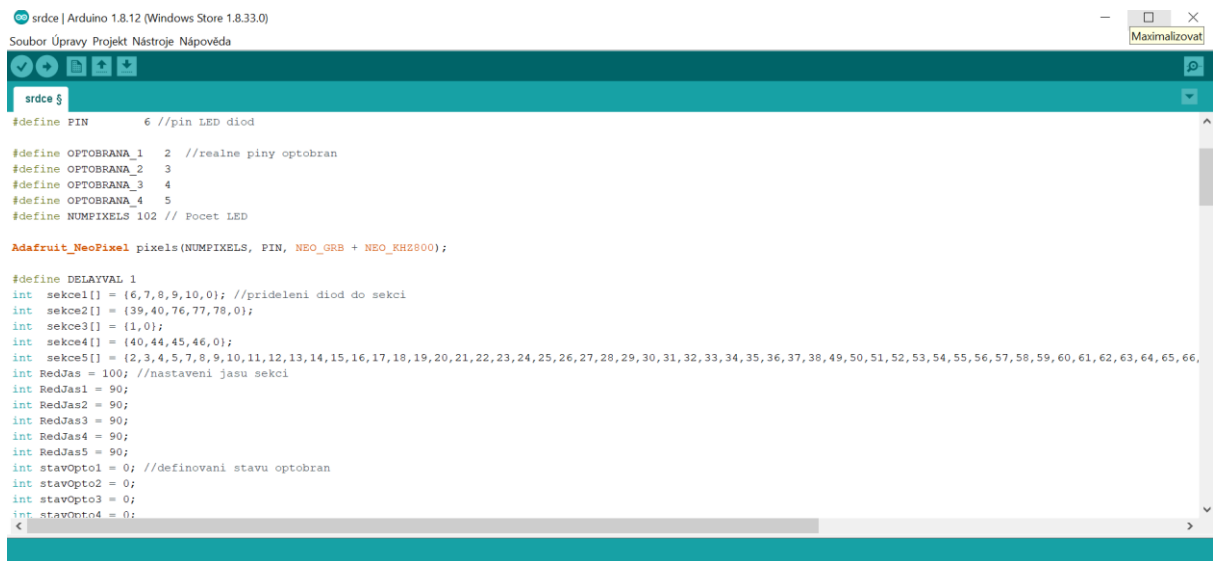 srdce | Arduino 1.8.12 (Windows Store 1.8.33.0)
Maximalizovat
Soubor Úpravy Projekt Nástroje Nápověda
srdce §
#define PIN 6 //pin LED diod
#define OPTOBRANA_1 2 //realne piny optobran
#define OPTOBRANA_2 3
#define OPTOBRANA_3 4
#define OPTOBRANA_4 5
#define NUMPIXELS 102 // Pocet LED
Adafruit_NeoPixel pixels(NUMPIXELS, PIN, NEO_GRB + NEO_KHZ800);
#define DELAYVAL 1
int sekce1[] = {6,7,8,9,10,0}; //prideleni diod do sekci
int sekce2[] = {39,40,76,77,78,0};
int sekce3[] = {1,0};
int sekce4[] = {40,44,45,46,0};
int sekce5[] = {2,3,4,5,7,8,9,10,11,12,13,14,15,16,17,18,19,20,21,22,23,24,25,26,27,28,29,30,31,32,33,34,35,36,37,38,49,50,51,52,53,54,55,56,57,58,59,60,61,62,63,64,65,66,
int RedJas = 100; //nastaveni jasu sekci
int RedJas1 = 90;
int RedJas2 = 90;
int RedJas3 = 90;
int RedJas4 = 90;
int RedJas5 = 90;
int stavOpto1 = 0; //definovani stavu optobran
int stavOpto2 = 0;
int stavOpto3 = 0;
int stavOpto4 = 0;